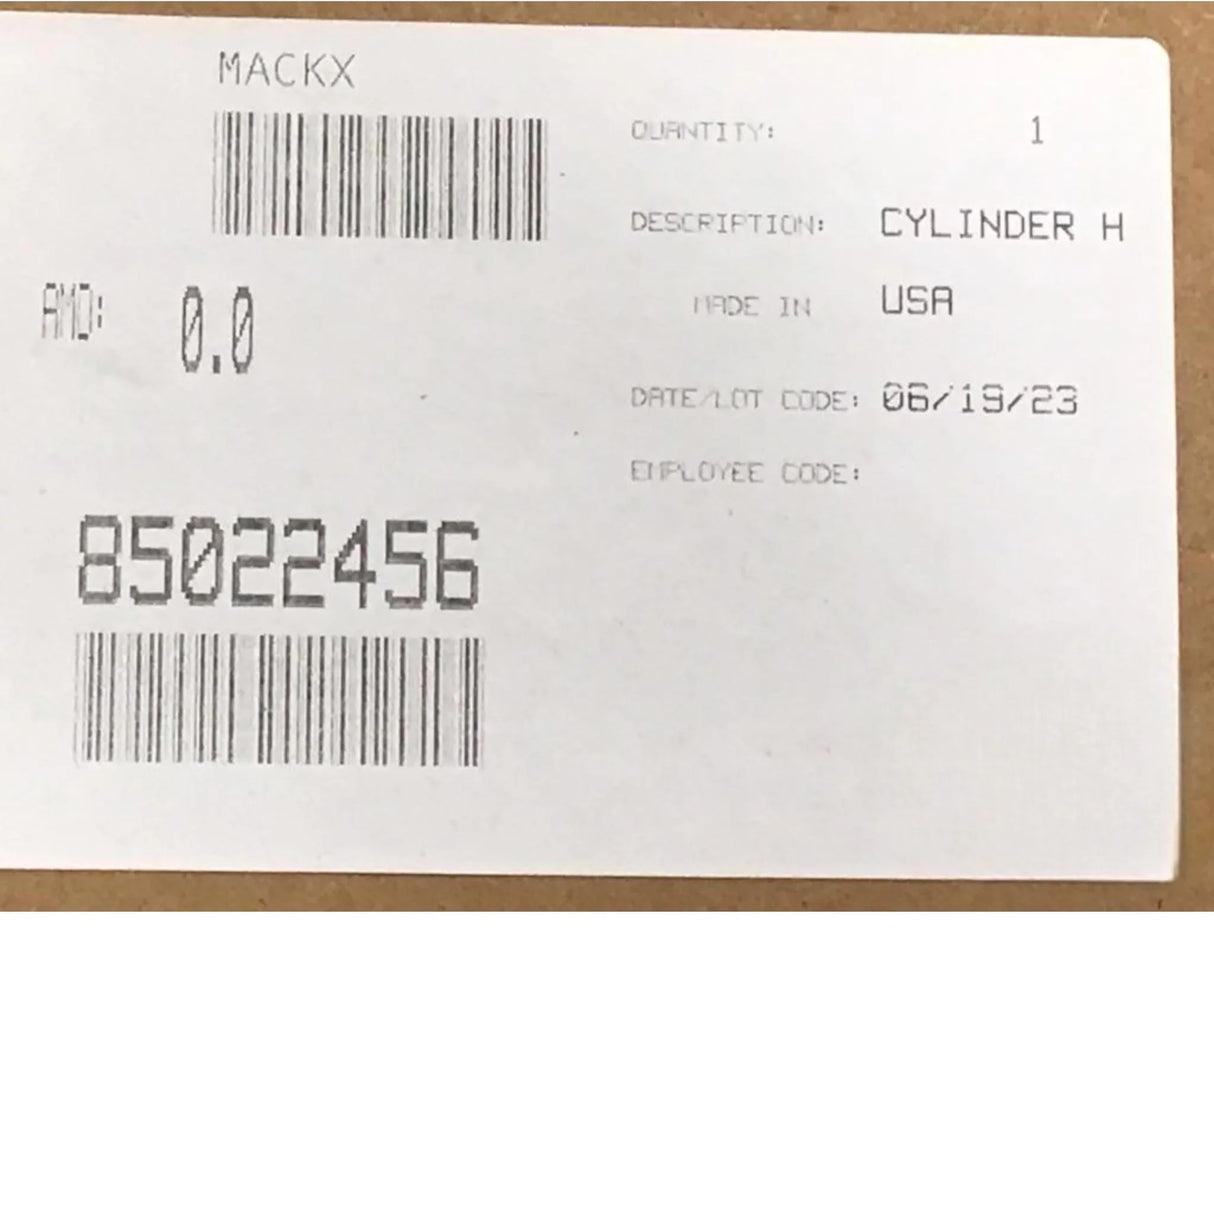 MACKX
QUANTITY: 1
DESCRIPTION: CYLINDER H
MADE IN USA
AMD: 0.0
DATE/LOT CODE: 06/19/23
EMPLOYEE CODE:
85022456